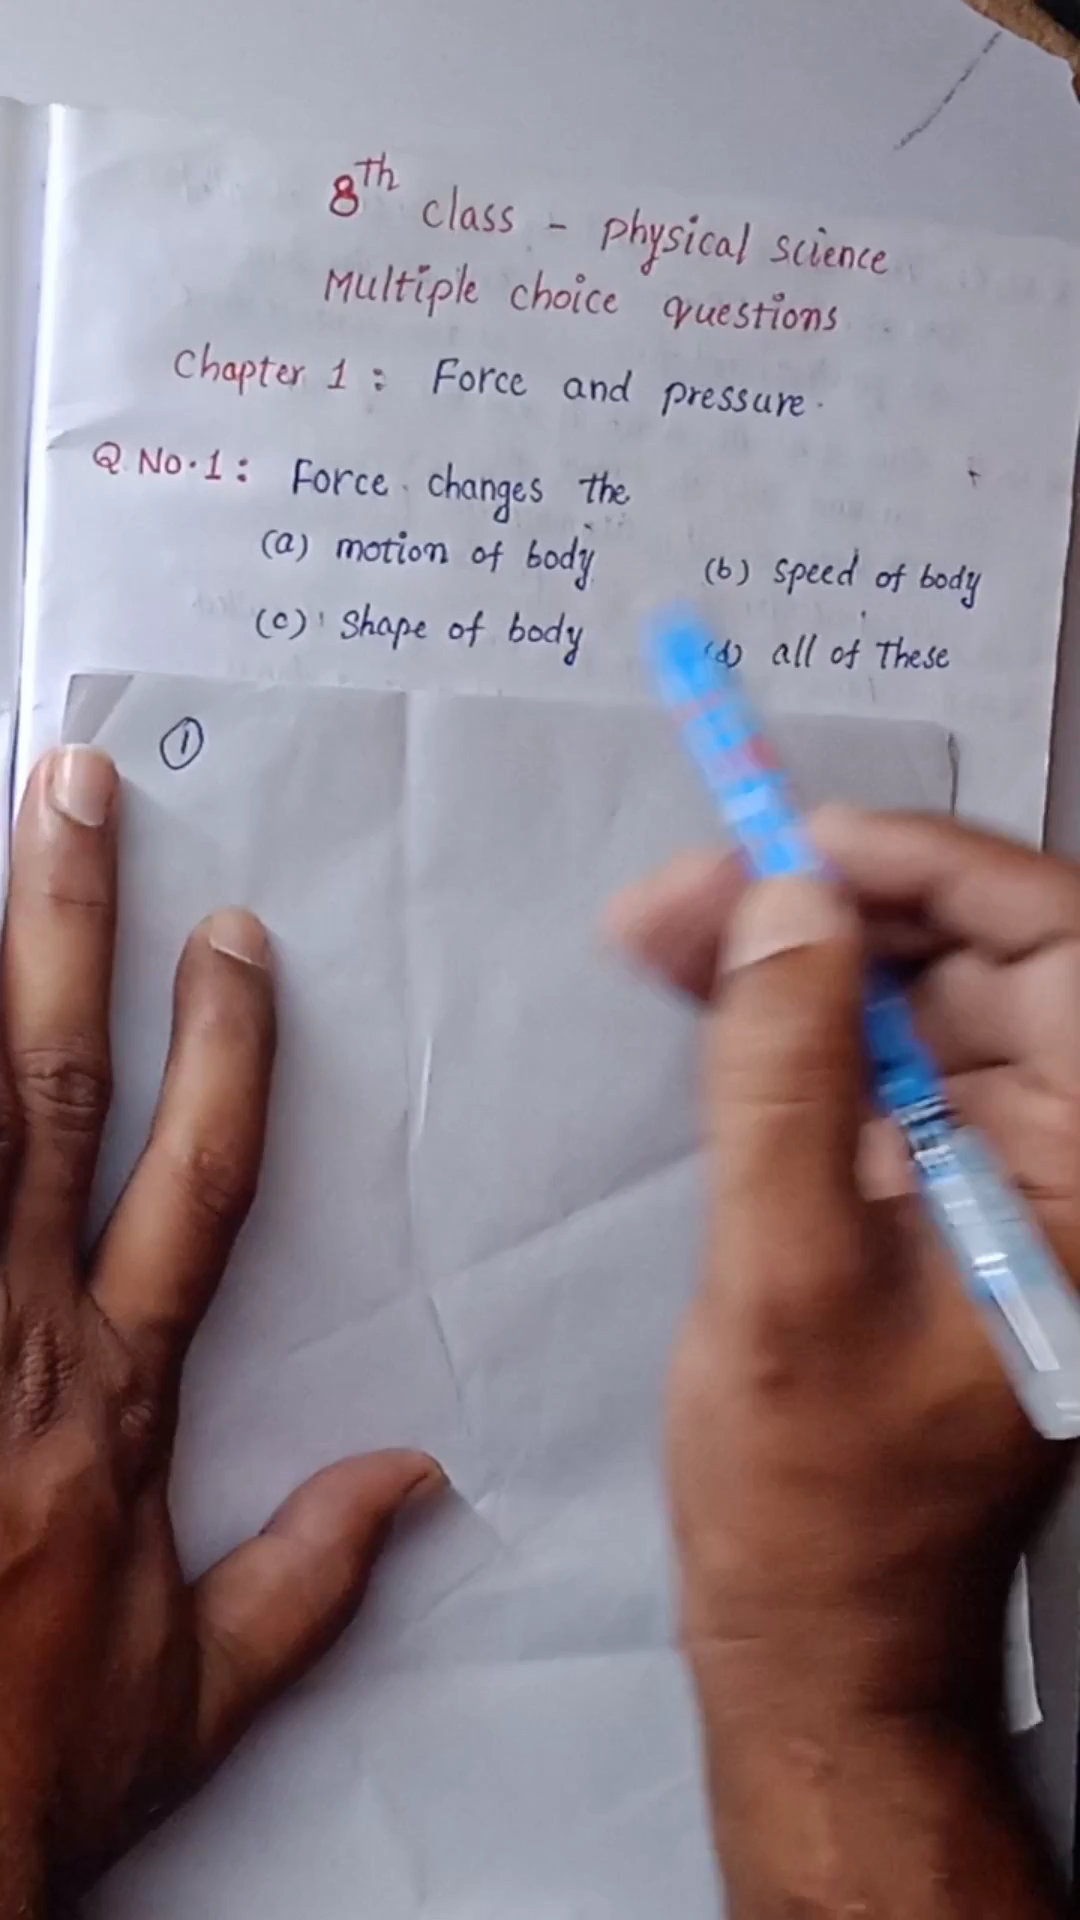 8th class - physical science
Multiple choice questions
Chapter 1: Force and pressure.
Q.No.1: Force changes the
(a) motion of body (b) speed of body
(c) shape of body (d) all of These
①